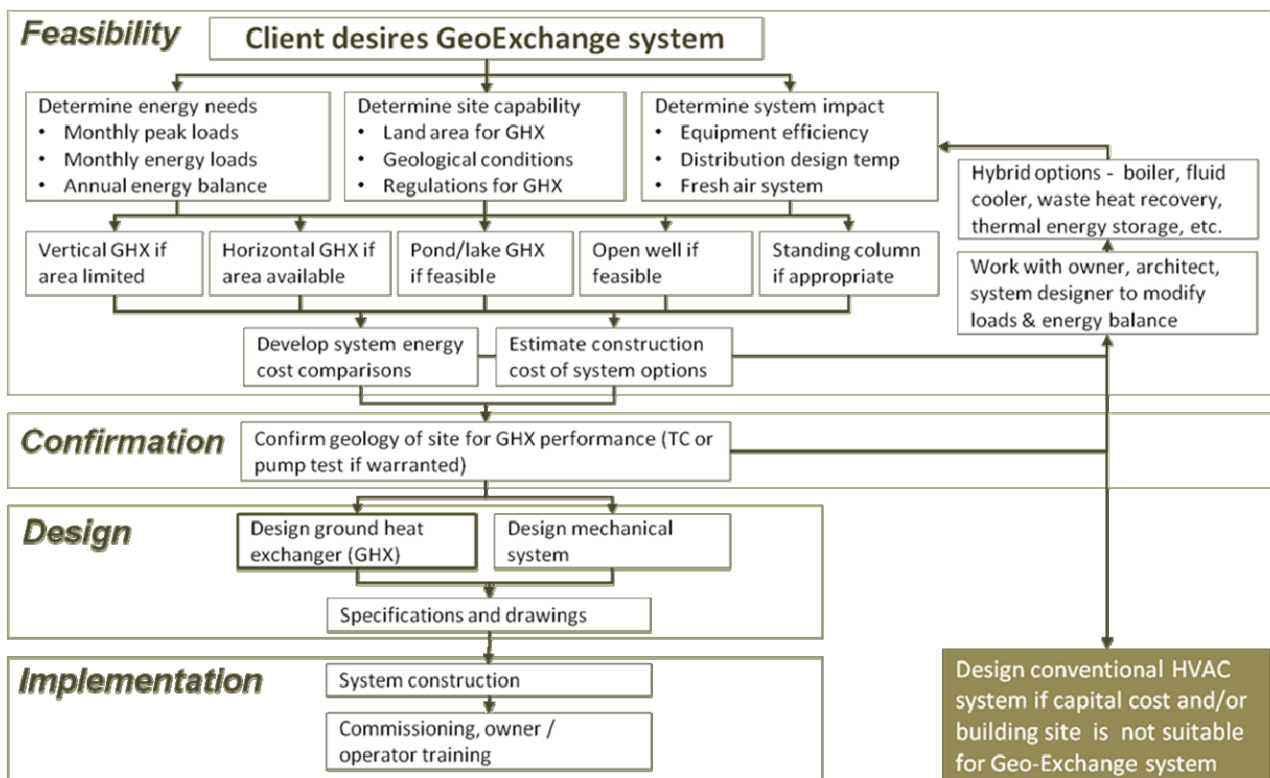 Feasibility
Client desires GeoExchange system
Determine energy needs
• Monthly peak loads
• Monthly energy loads
• Annual energy balance
Determine site capability
• Land area for GHX
• Geological conditions
• Regulations for GHX
Determine system impact
• Equipment efficiency
• Distribution design temp
• Fresh air system
Hybrid options - boiler, fluid
cooler, waste heat recovery,
thermal energy storage, etc.
Vertical GHX if
area limited
Horizontal GHX if
area available
Pond/lake GHX
if feasible
Open well if
feasible
Standing column
if appropriate
Work with owner, architect,
system designer to modify
loads & energy balance
Develop system energy
cost comparisons
Estimate construction
cost of system options
Confirmation
Confirm geology of site for GHX performance (TC or
pump test if warranted)
Design
Design ground heat
exchanger (GHX)
Design mechanical
system
Specifications and drawings
Implementation
System construction
Commissioning, owner /
operator training
Design conventional HVAC
system if capital cost and/or
building site is not suitable
for Geo-Exchange system